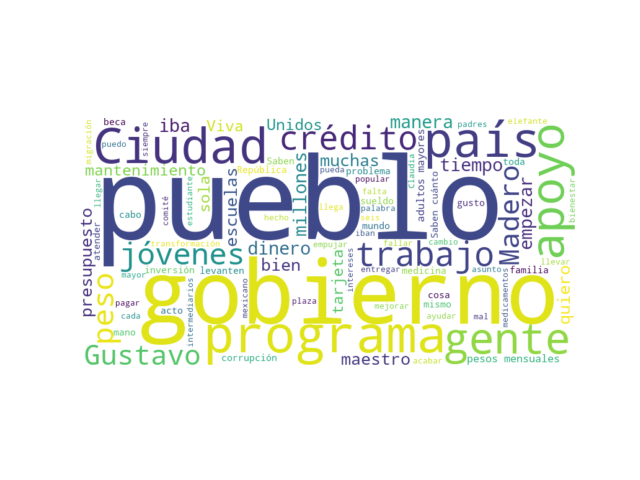 beca
puedo
siempre
iba
Viva
Unidos
manera
padres
elefante
migración
Ciudad
crédito
país
claudia
adultos mayores
Saben cuánto
toda
apoyo
bienestar
mantenimiento
sola
República
Saben
muchas
pueda
problema
popular
tiempo
escuelas
millones
falta
sueldo
palabra
gusto
Madero
empezar
llegar
estudiante
pueblo
presupuesto
atender
cabo
comité
hecho
llega
seis
mundo
iban
transformación
jóvenes
dinero
empujar
intereses
trabajo
fallar
cambio
asunto
llevar
quiero
peso
mayor
inversión
levanten
bien
tarjeta
entregar
medicina
familia
medicamentos
pagar
gobierno
cada
acto
intermediarios
mexicano
plaza
mejorar
cosa
mismo
ayudar
mal
mano
programa
gente
Gustavo
corrupción
maestro
acabar
pesos mensuales